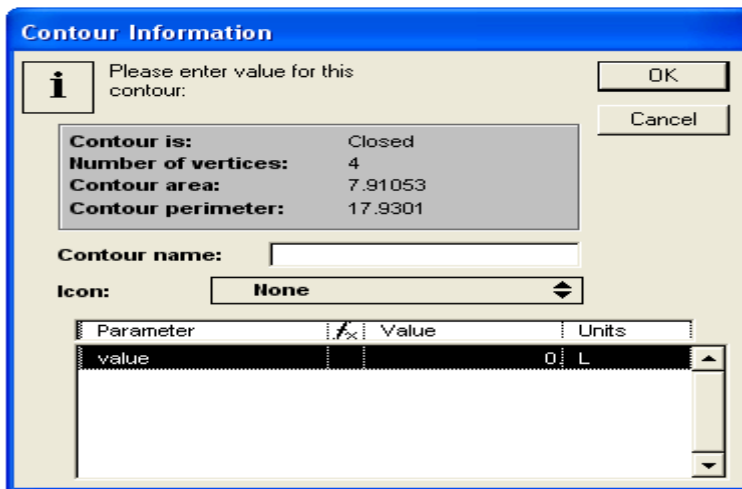 Contour Information
i
Please enter value for this
contour:
OK
Cancel
Contour is: Closed
Number of vertices: 4
Contour area: 7.91053
Contour perimeter: 17.9301
Contour name:
Icon: None
Parameter fx Value Units
value 0 L